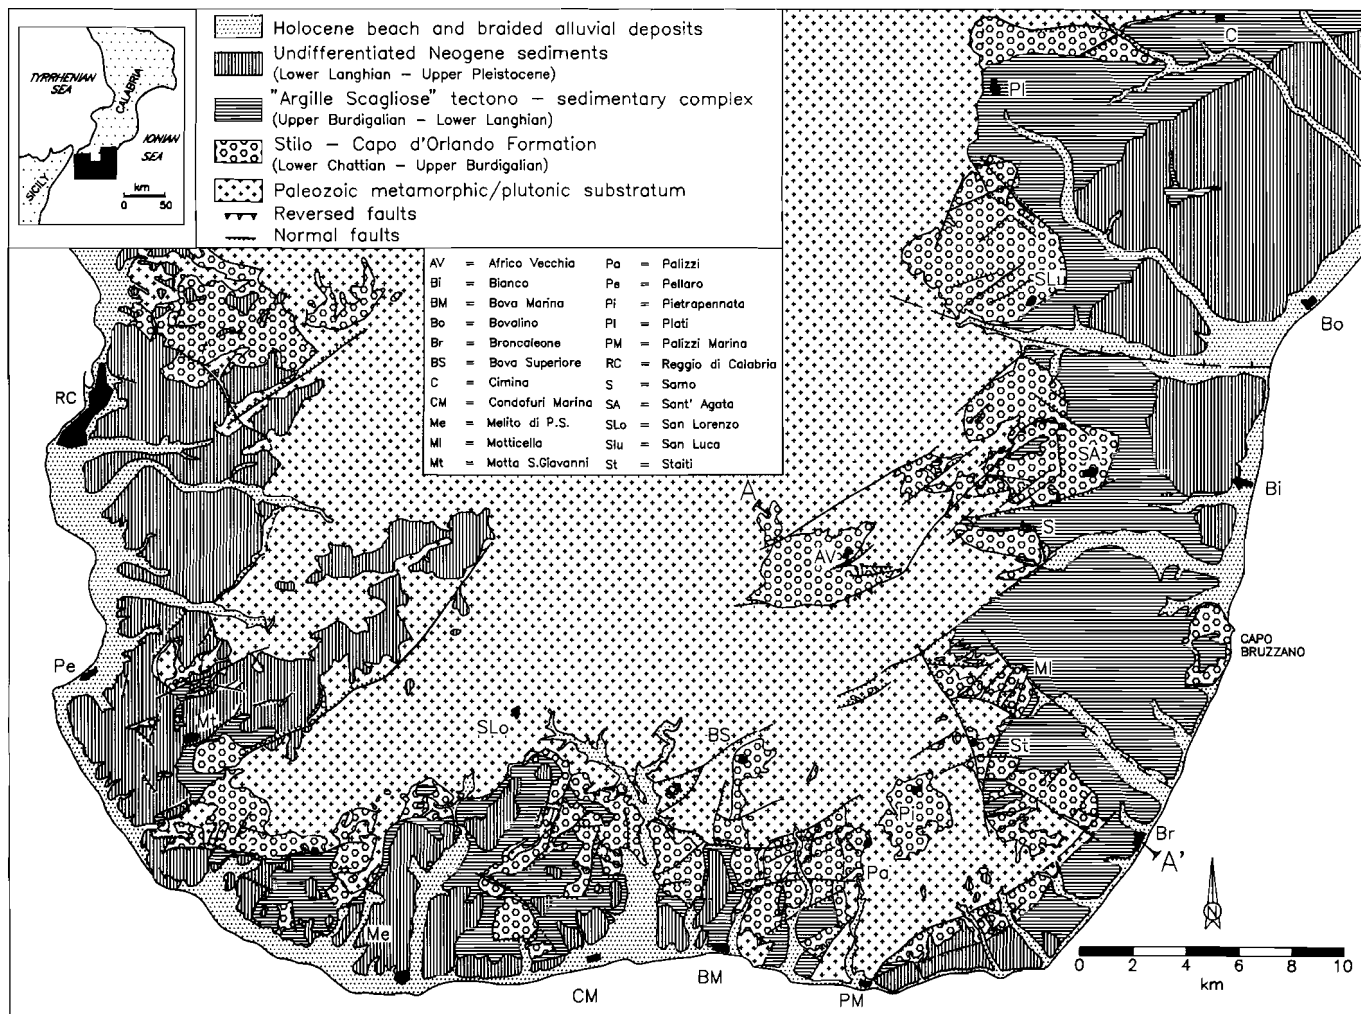 TYRRHENIAN
SEA
CALABRIA
IONIAN
SEA
SICILY
km
0 50
Holocene beach and braided alluvial deposits
Undifferentiated Neogene sediments
(Lower Langhian – Upper Pleistocene)
"Argille Scagliose" tectono – sedimentary complex
(Upper Burdigalian – Lower Langhian)
Stilo – Capo d'Orlando Formation
(Lower Chattian – Upper Burdigalian)
Paleozoic metamorphic/plutonic substratum
Reversed faults
Normal faults
AV = Africo Vecchia Pa = Palizzi
Bi = Bianco Pe = Pellaro
BM = Bova Marina Pi = Pietrapennata
Bo = Bovalino Pl = Plati
Br = Brancaleone PM = Palizzi Marina
BS = Bova Superiore RC = Reggio di Calabria
C = Cimina S = Samo
CM = Condofuri Marina SA = Sant' Agata
Me = Melito di P.S. SLo = San Lorenzo
Ml = Motticella Slu = San Luca
Mt = Motta S.Giovanni St = Staiti
C
Pl
SLu
Bo
RC
SA
Bi
A
S
AV
CAPO
BRUZZANO
Pe
Ml
Mt
SLo
BS
St
Pi
Br
A'
Pa
N
Me
BM
CM
PM
0 2 4 6 8 10
km